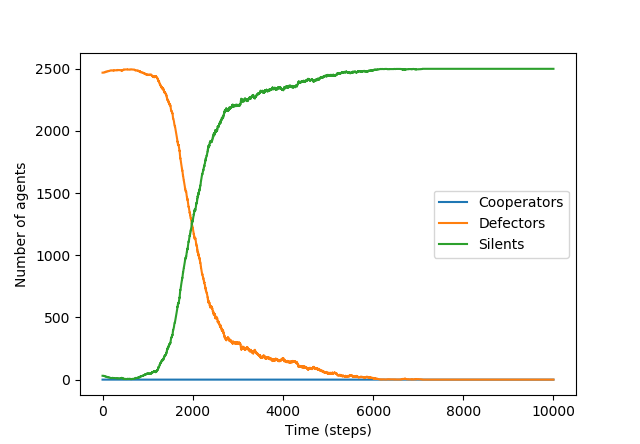 2500
2000
1500
1000
500
0
Number of agents
Cooperators
Defectors
Silents
0 2000 4000 6000 8000 10000
Time (steps)